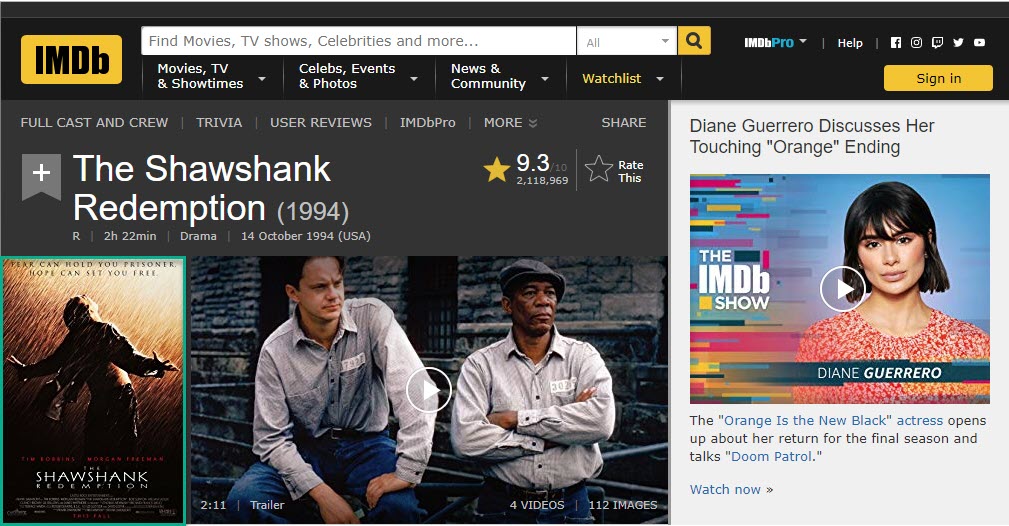 IMDb
Find Movies, TV shows, Celebrities and more...
All
IMDbPro
Help
Movies, TV
& Showtimes
Celebs, Events
& Photos
News &
Community
Watchlist
Sign in
FULL CAST AND CREW | TRIVIA | USER REVIEWS | IMDbPro | MORE
SHARE
The Shawshank
Redemption (1994)
9.3/10
2,118,969
Rate
This
R | 2h 22min | Drama | 14 October 1994 (USA)
FEAR CAN HOLD YOU PRISONER.
HOPE CAN SET YOU FREE.
TIM ROBBINS MORGAN FREEMAN
THE
SHAWSHANK
REDEMPTION
THIS FALL
2:11 | Trailer
4 VIDEOS | 112 IMAGES
Diane Guerrero Discusses Her
Touching "Orange" Ending
THE
IMDb
SHOW
DIANE GUERRERO
The "Orange Is the New Black" actress opens
up about her return for the final season and
talks "Doom Patrol."
Watch now »